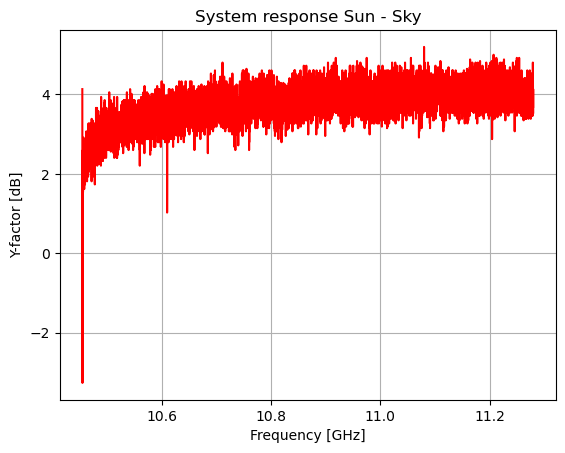 System response Sun - Sky
Y-factor [dB]
4
2
0
−2
10.6 10.8 11.0 11.2
Frequency [GHz]